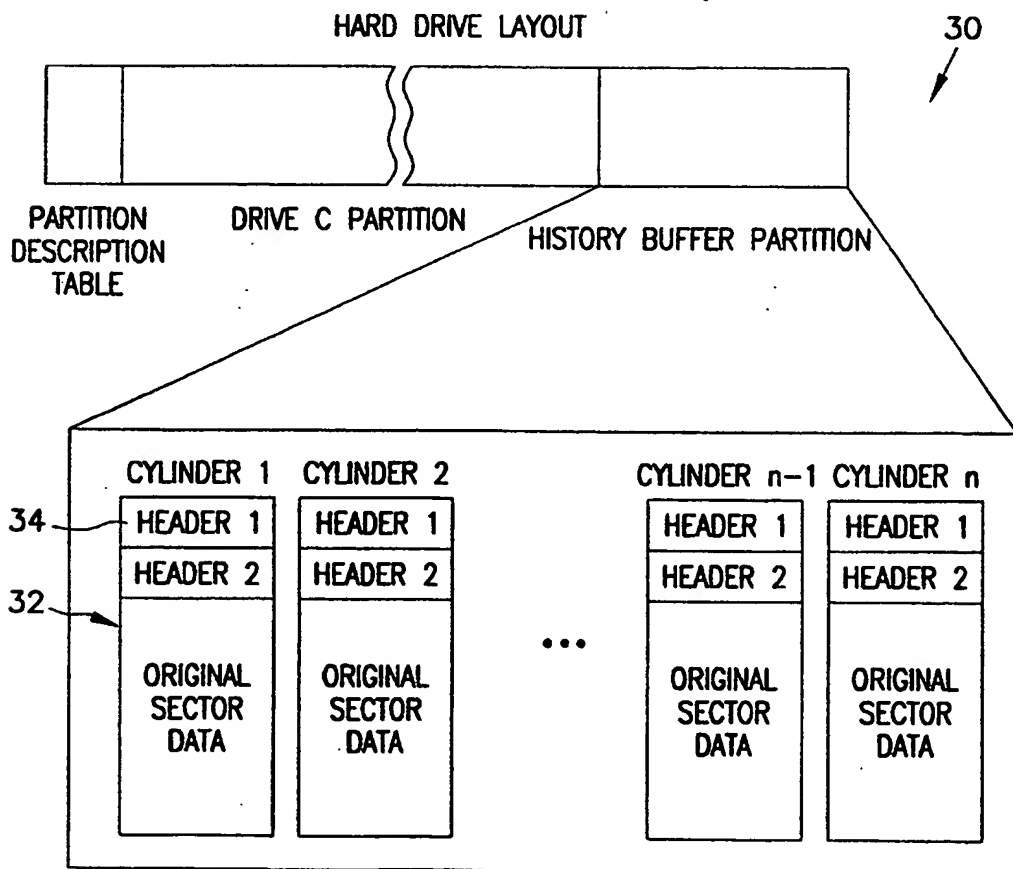 HARD DRIVE LAYOUT
30
PARTITION
DESCRIPTION
TABLE
DRIVE C PARTITION
HISTORY BUFFER PARTITION
CYLINDER 1
CYLINDER 2
CYLINDER n-1
CYLINDER n
34
HEADER 1
HEADER 1
HEADER 1
HEADER 1
HEADER 2
HEADER 2
HEADER 2
HEADER 2
32
ORIGINAL
SECTOR
DATA
ORIGINAL
SECTOR
DATA
•••
ORIGINAL
SECTOR
DATA
ORIGINAL
SECTOR
DATA